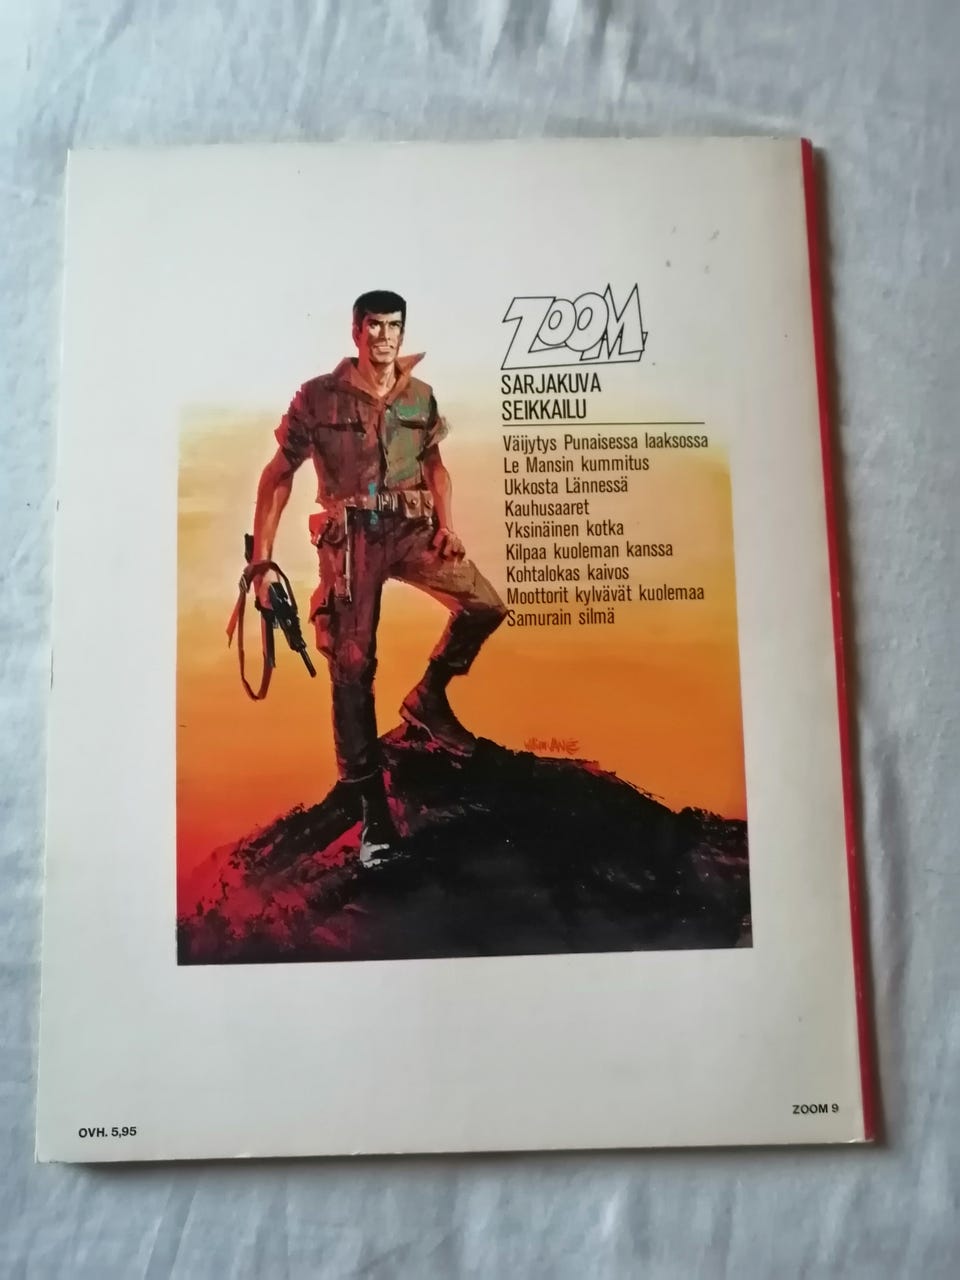 ZOOM
SARJAKUVA
SEIKKAILU
Väijytys Punaisessa laaksossa
Le Mansin kummitus
Ukkosta Lännessä
Kauhusaaret
Yksinäinen kotka
Kilpaa kuoleman kanssa
Kohtalokas kaivos
Moottorit kylvävät kuolemaa
Samurain silmä
ZOOM 9
OVH. 5,95